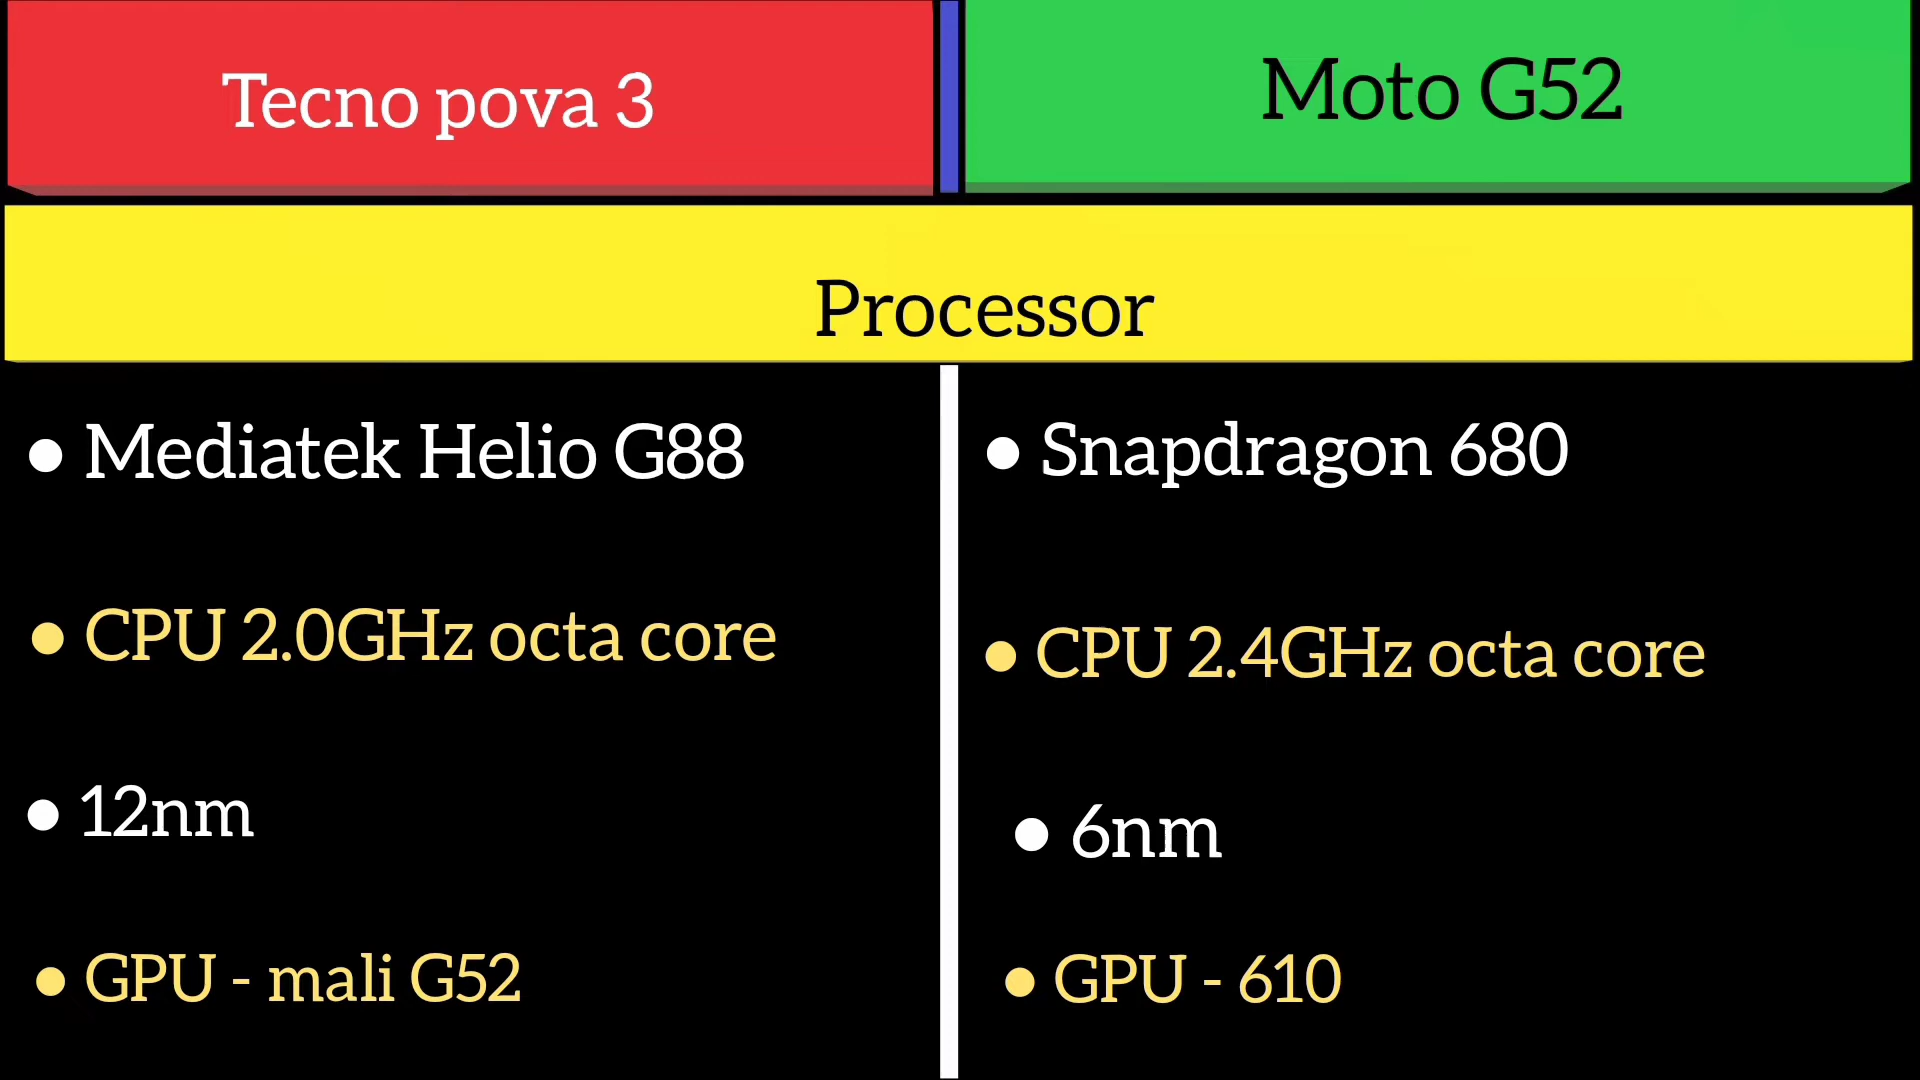 Tecno pova 3
Moto G52
Processor
• Mediatek Helio G88
• Snapdragon 680
• CPU 2.0GHz octa core
• CPU 2.4GHz octa core
• 12nm
• 6nm
• GPU - mali G52
• GPU - 610